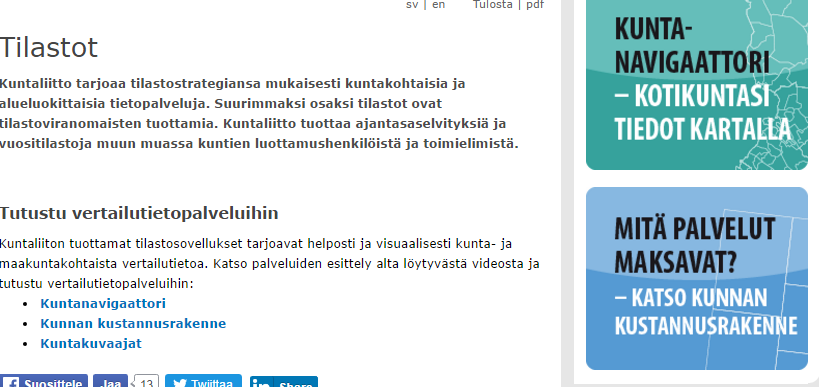 sv | en Tulosta | pdf
Tilastot
Kuntaliitto tarjoaa tilastostrategiansa mukaisesti kuntakohtaisia ja
alueluokittaisia tietopalveluja. Suurimmaksi osaksi tilastot ovat
tilastoviranomaisten tuottamia. Kuntaliitto tuottaa ajantasaselvityksiä ja
vuositilastoja muun muassa kuntien luottamushenkilöistä ja toimielimistä.
Tutustu vertailutietopalveluihin
Kuntaliiton tuottamat tilastosovellukset tarjoavat helposti ja visuaalisesti kunta- ja
maakuntakohtaista vertailutietoa. Katso palveluiden esittely alta löytyvästä videosta ja
tutustu vertailutietopalveluihin:
• Kuntanavigaattori
• Kunnan kustannusrakenne
• Kuntakuvaajat
Suosittele Jaa 13 Twiittaa in Share
KUNTA-
NAVIGAATTORI
– KOTIKUNTASI
TIEDOT KARTALLA
MITÄ PALVELUT
MAKSAVAT?
– KATSO KUNNAN
KUSTANNUSRAKENNE